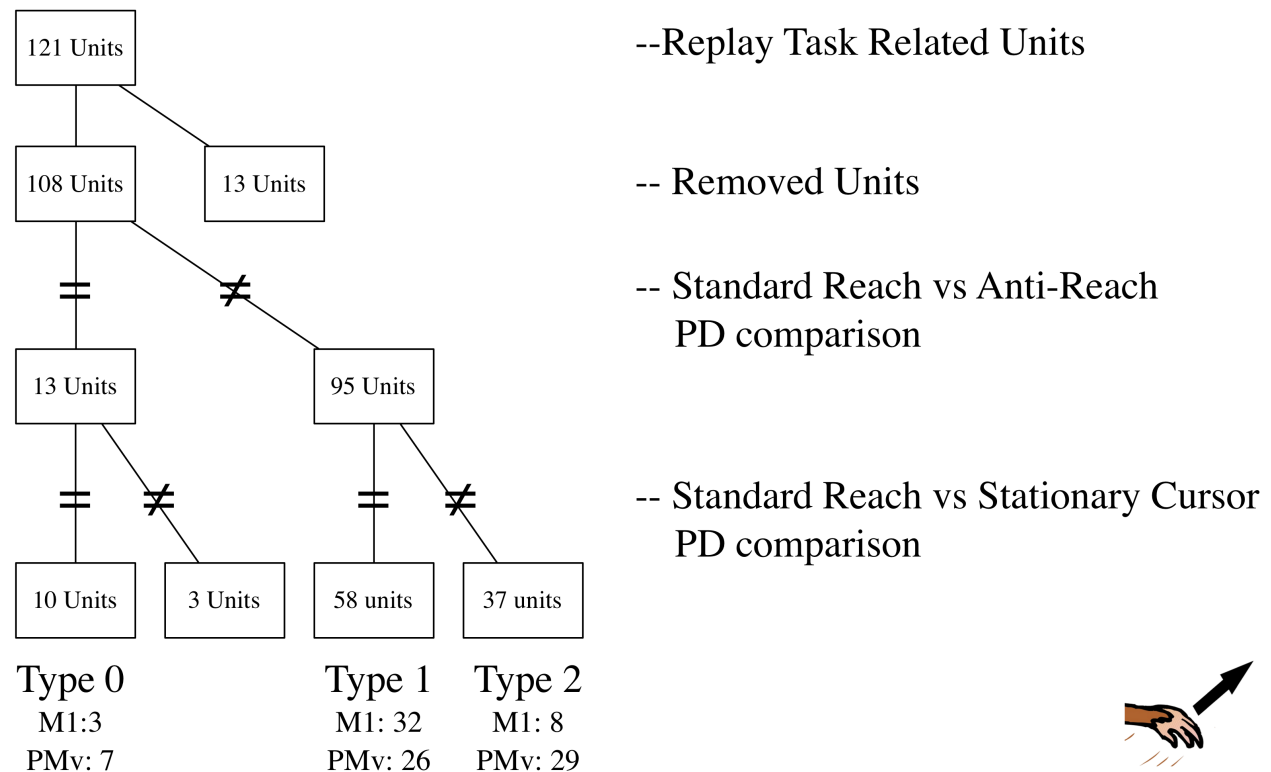 121 Units
--Replay Task Related Units
108 Units
13 Units
-- Removed Units
= ≠
-- Standard Reach vs Anti-Reach
PD comparison
13 Units
95 Units
= ≠ = ≠
-- Standard Reach vs Stationary Cursor
PD comparison
10 Units
3 Units
58 units
37 units
Type 0
Type 1
Type 2
M1:3
M1: 32
M1: 8
PMv: 7
PMv: 26
PMv: 29